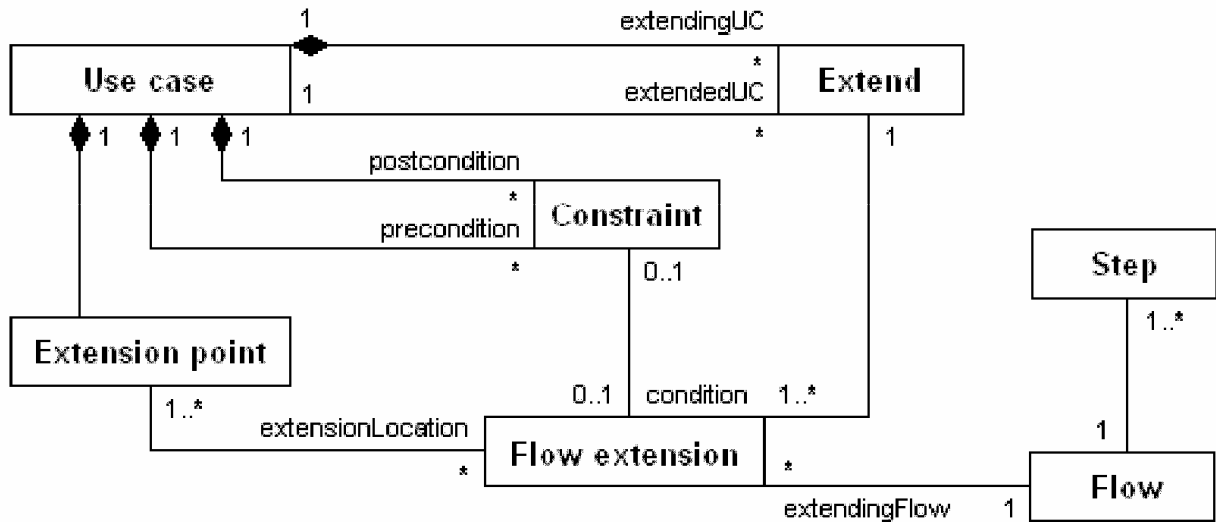 1
extendingUC
*
Use case
1
extendedUC
Extend
*
1
1
1
1
postcondition
*
Constraint
precondition
*
0..1
Step
1..*
Extension point
1..*
0..1
condition
1..*
extensionLocation
*
Flow extension
*
1
extendingFlow
1
Flow